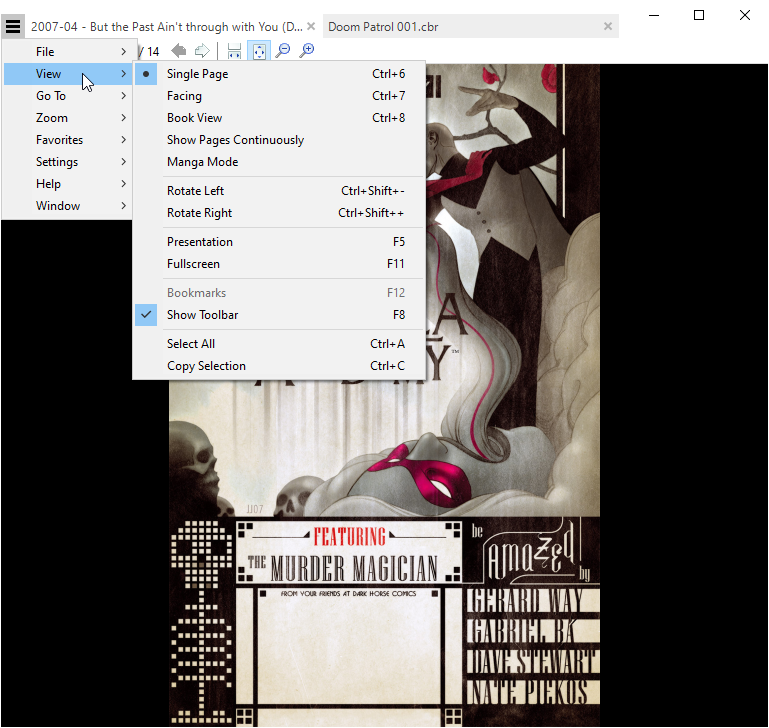 2007-04 - But the Past Ain't through with You (D...
Doom Patrol 001.cbr
/ 14
File
View
Go To
Zoom
Favorites
Settings
Help
Window
Single Page Ctrl+6
Facing Ctrl+7
Book View Ctrl+8
Show Pages Continuously
Manga Mode
Rotate Left Ctrl+Shift+-
Rotate Right Ctrl+Shift++
Presentation F5
Fullscreen F11
Bookmarks F12
Show Toolbar F8
Select All Ctrl+A
Copy Selection Ctrl+C
TM
JJ07
FEATURING
THE MURDER MAGICIAN
FROM YOUR FRIENDS AT DARK HORSE COMICS
be
AmaZed
by
GERARD WAY
GABRIEL BÁ
DAVE STEWART
NATE PIEKOS